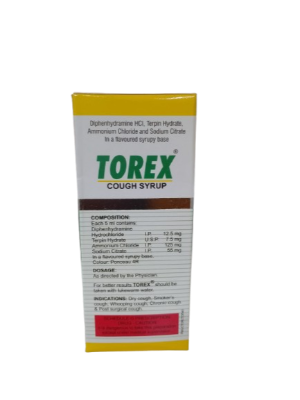 Diphenhydramine HCl, Terpin Hydrate,
Ammonium Chloride and Sodium Citrate
In a flavoured syrupy base
TOREX®
COUGH SYRUP
COMPOSITION:
Each 5 ml contains:
Diphenhydramine
Hydrochloride I.P. 12.5 mg
Terpin Hydrate U.S.P. 7.5 mg
Ammonium Chloride I.P. 125 mg
Sodium Citrate I.P. 55 mg
In a flavoured syrupy base.
Colour: Ponceau 4R
DOSAGE:
As directed by the Physician
For better results TOREX® should be
taken with lukewarm water.
INDICATIONS: Dry cough, Smoker's
cough, Whooping cough, Chronic cough
& Post surgical cough.